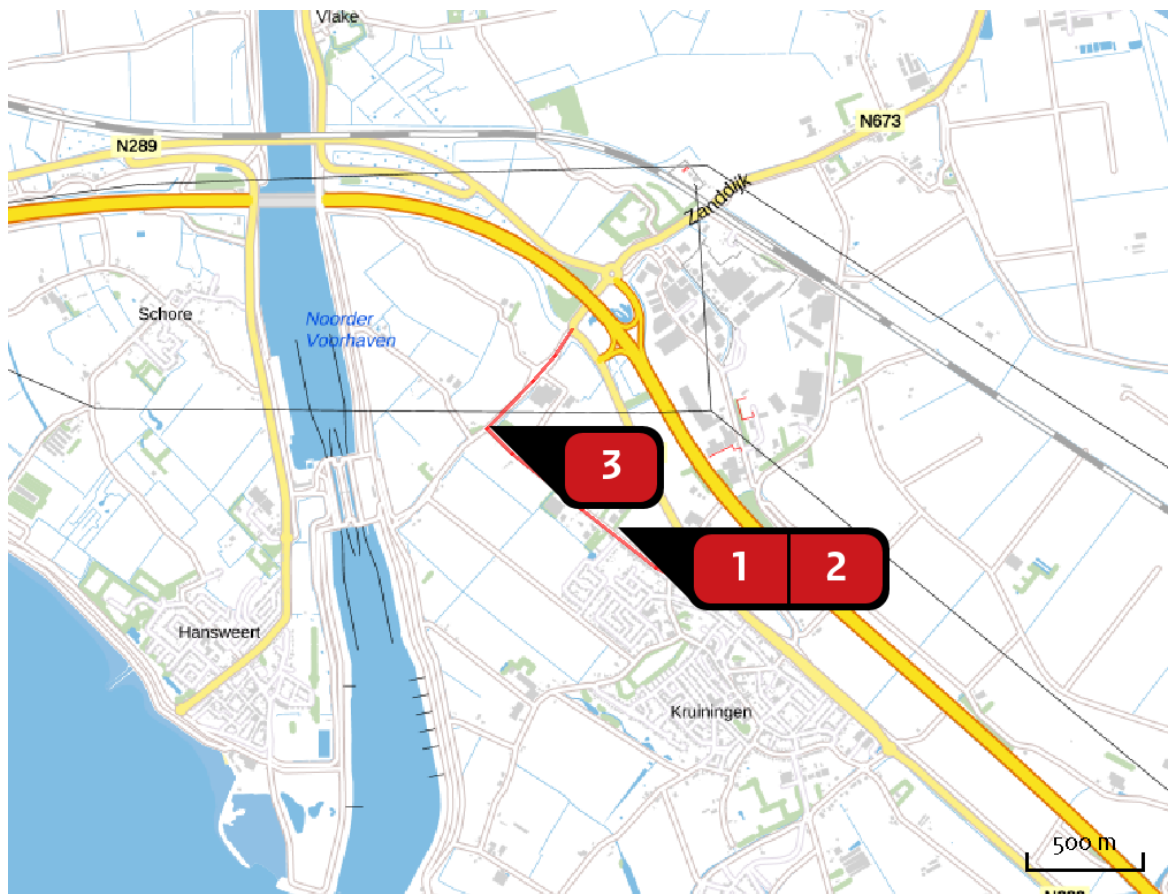 Vlake
N289
N673
Zanddijk
Schore
Noorder
Voorhaven
3
1 2
Hansweert
Kruiningen
500 m